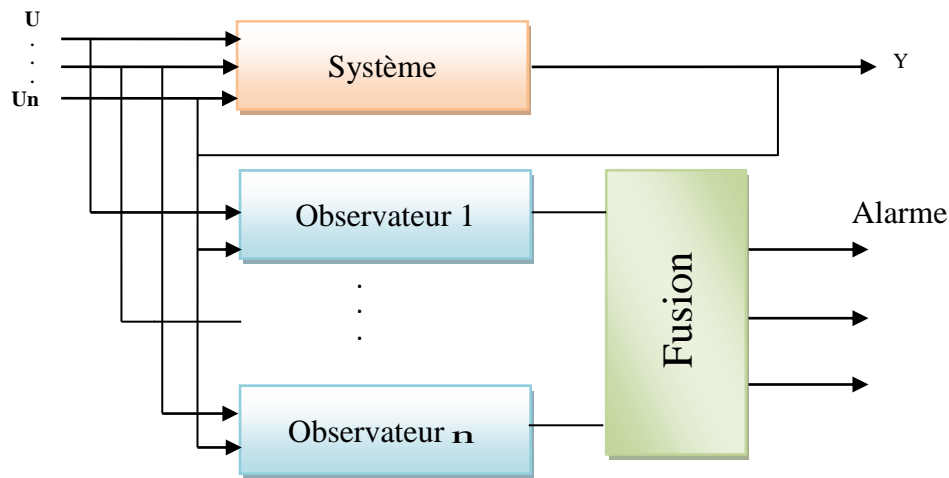 U
.
.
.
Un
Système
Y
Observateur 1
.
.
.
Observateur n
Fusion
Alarme